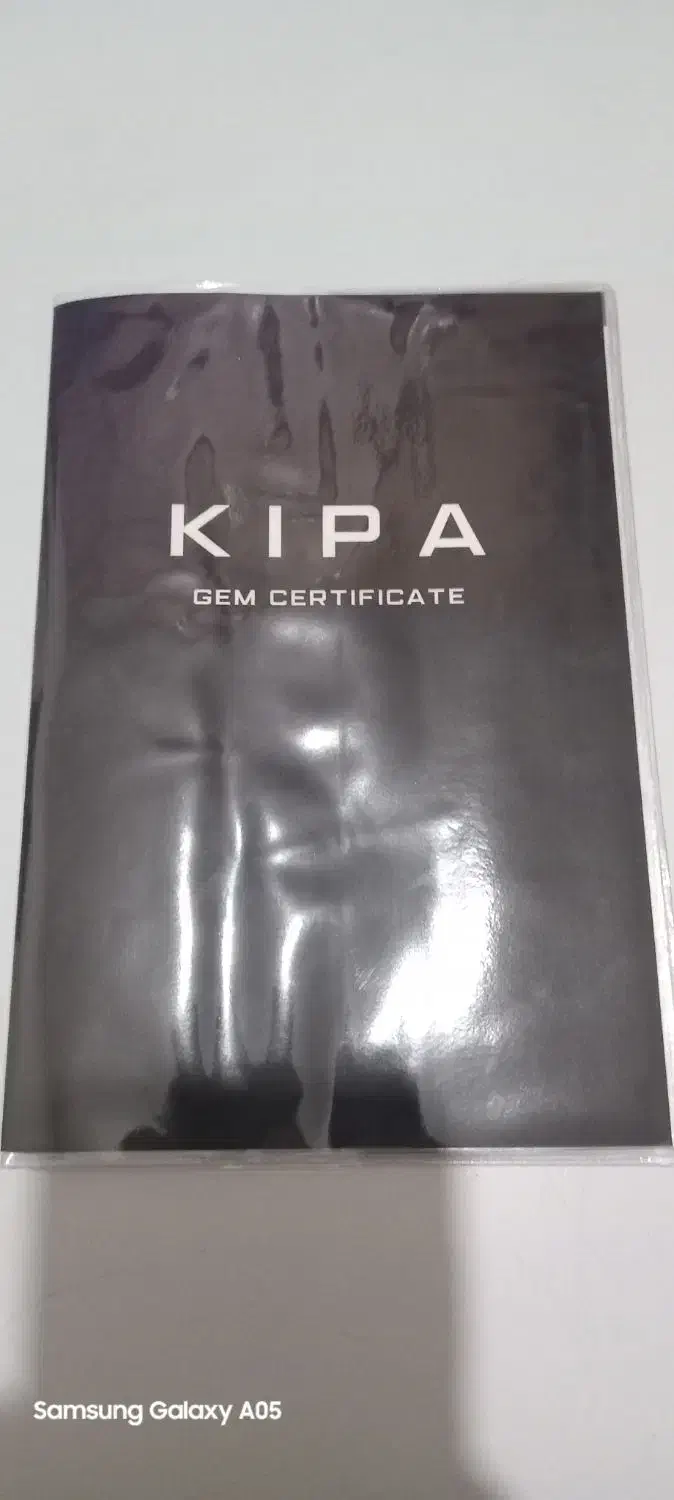 KIPA
GEM CERTIFICATE
Samsung Galaxy A05